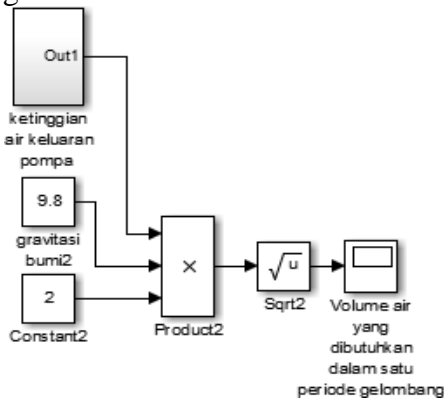 Out1
ketinggian
air keluaran
pompa
9.8
gravitasi
bumi2
2
Constant2
×
Product2
√u
Sqrt2
Volume air
yang
dibutuhkan
dalam satu
periode gelombang